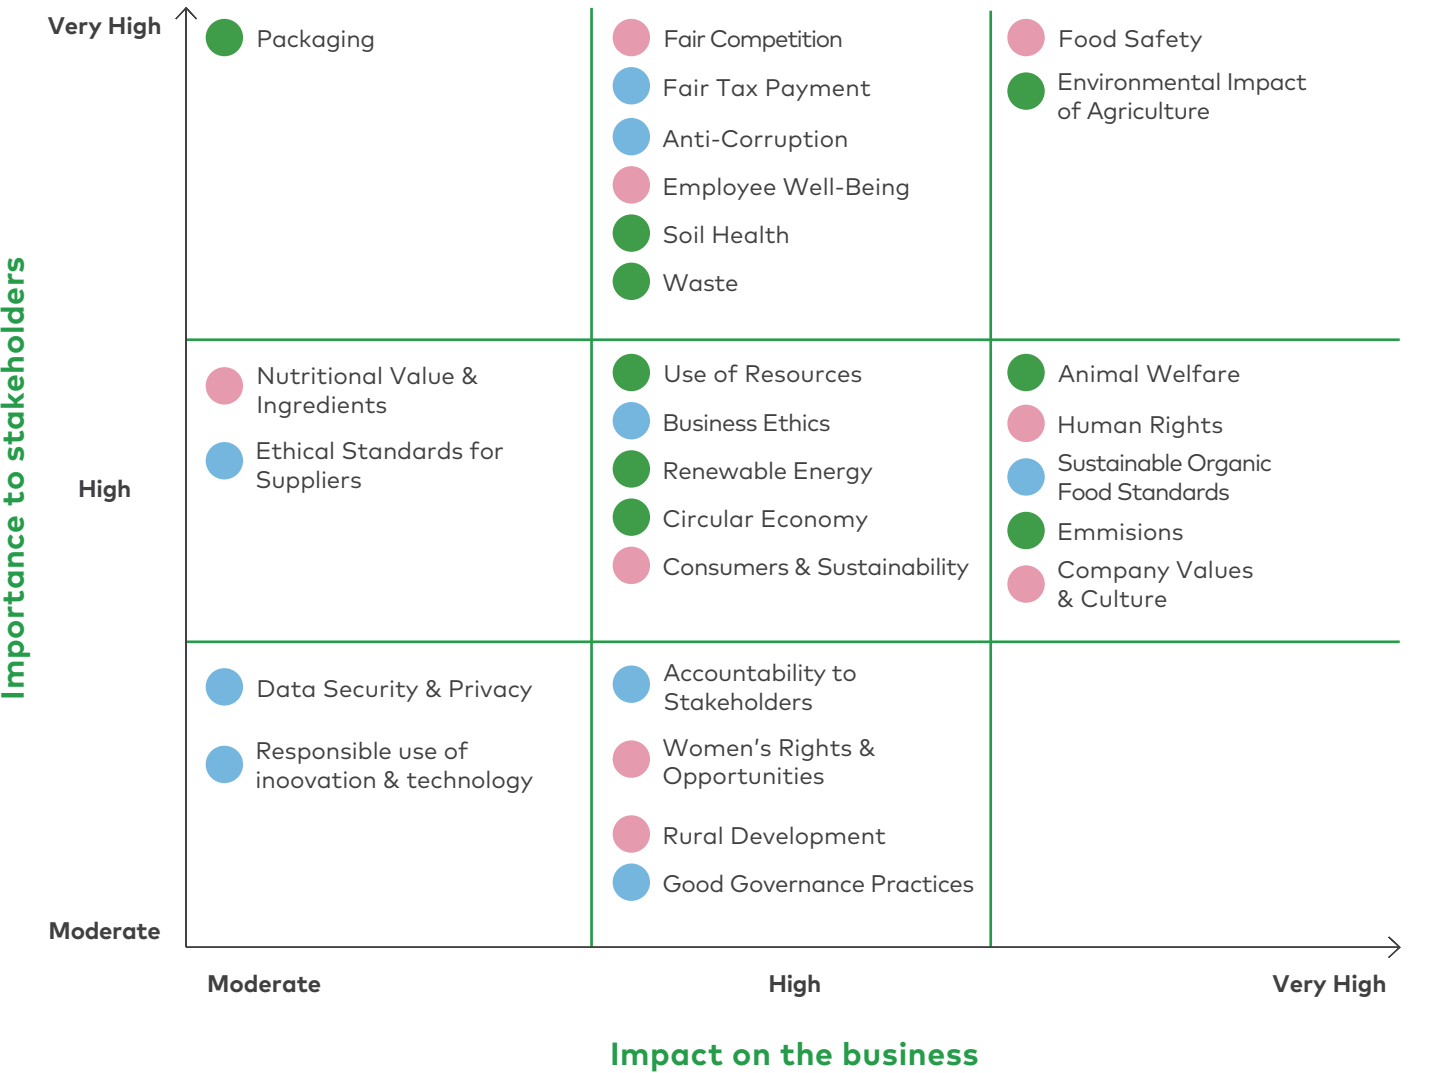 Very High
Packaging
Fair Competition
Fair Tax Payment
Anti-Corruption
Employee Well-Being
Soil Health
Waste
Food Safety
Environmental Impact
of Agriculture
Importance to stakeholders
High
Nutritional Value &
Ingredients
Ethical Standards for
Suppliers
Use of Resources
Business Ethics
Renewable Energy
Circular Economy
Consumers & Sustainability
Animal Welfare
Human Rights
Sustainable Organic
Food Standards
Emmisions
Company Values
& Culture
Data Security & Privacy
Responsible use of
inoovation & technology
Accountability to
Stakeholders
Women's Rights &
Opportunities
Rural Development
Good Governance Practices
Moderate
Moderate
High
Very High
Impact on the business